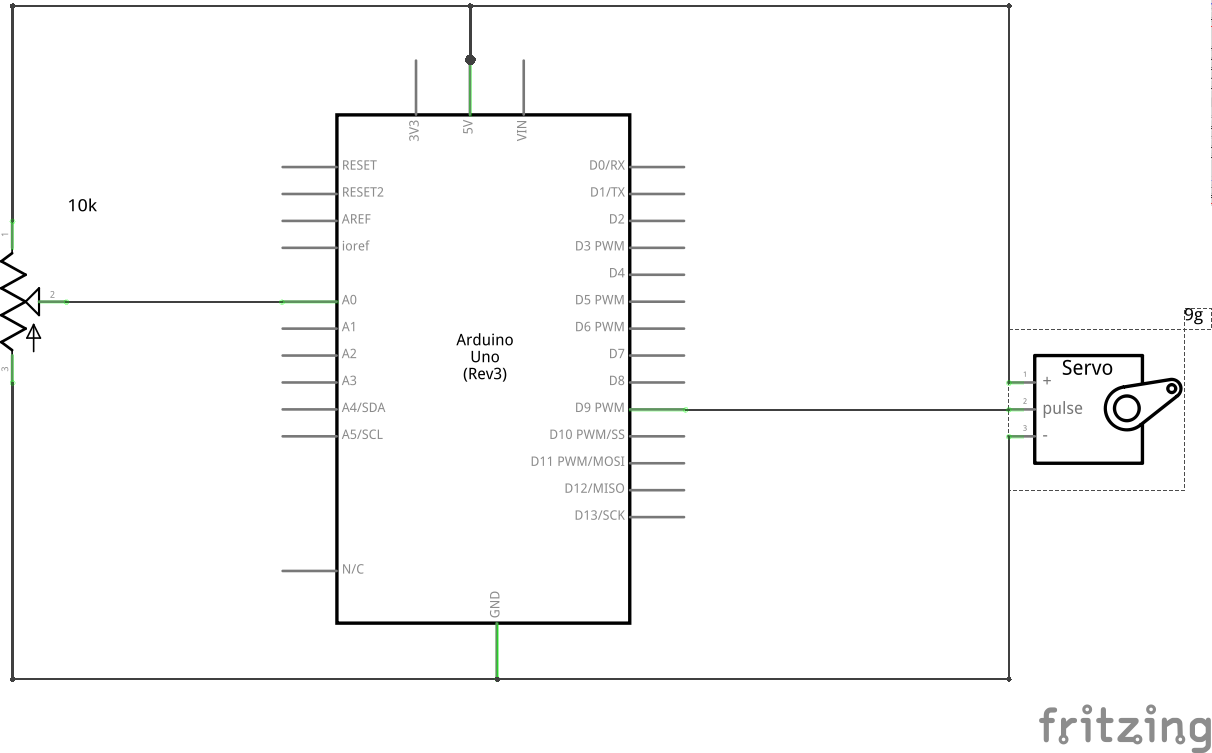 3V3
5V
VIN
RESET
RESET2
AREF
ioref
A0
A1
A2
A3
A4/SDA
A5/SCL
N/C
D0/RX
D1/TX
D2
D3 PWM
D4
D5 PWM
D6 PWM
D7
D8
D9 PWM
D10 PWM/SS
D11 PWM/MOSI
D12/MISO
D13/SCK
GND
Arduino
Uno
(Rev3)
10k
1
2
3
9g
Servo
1 +
2 pulse
3 -
fritzing